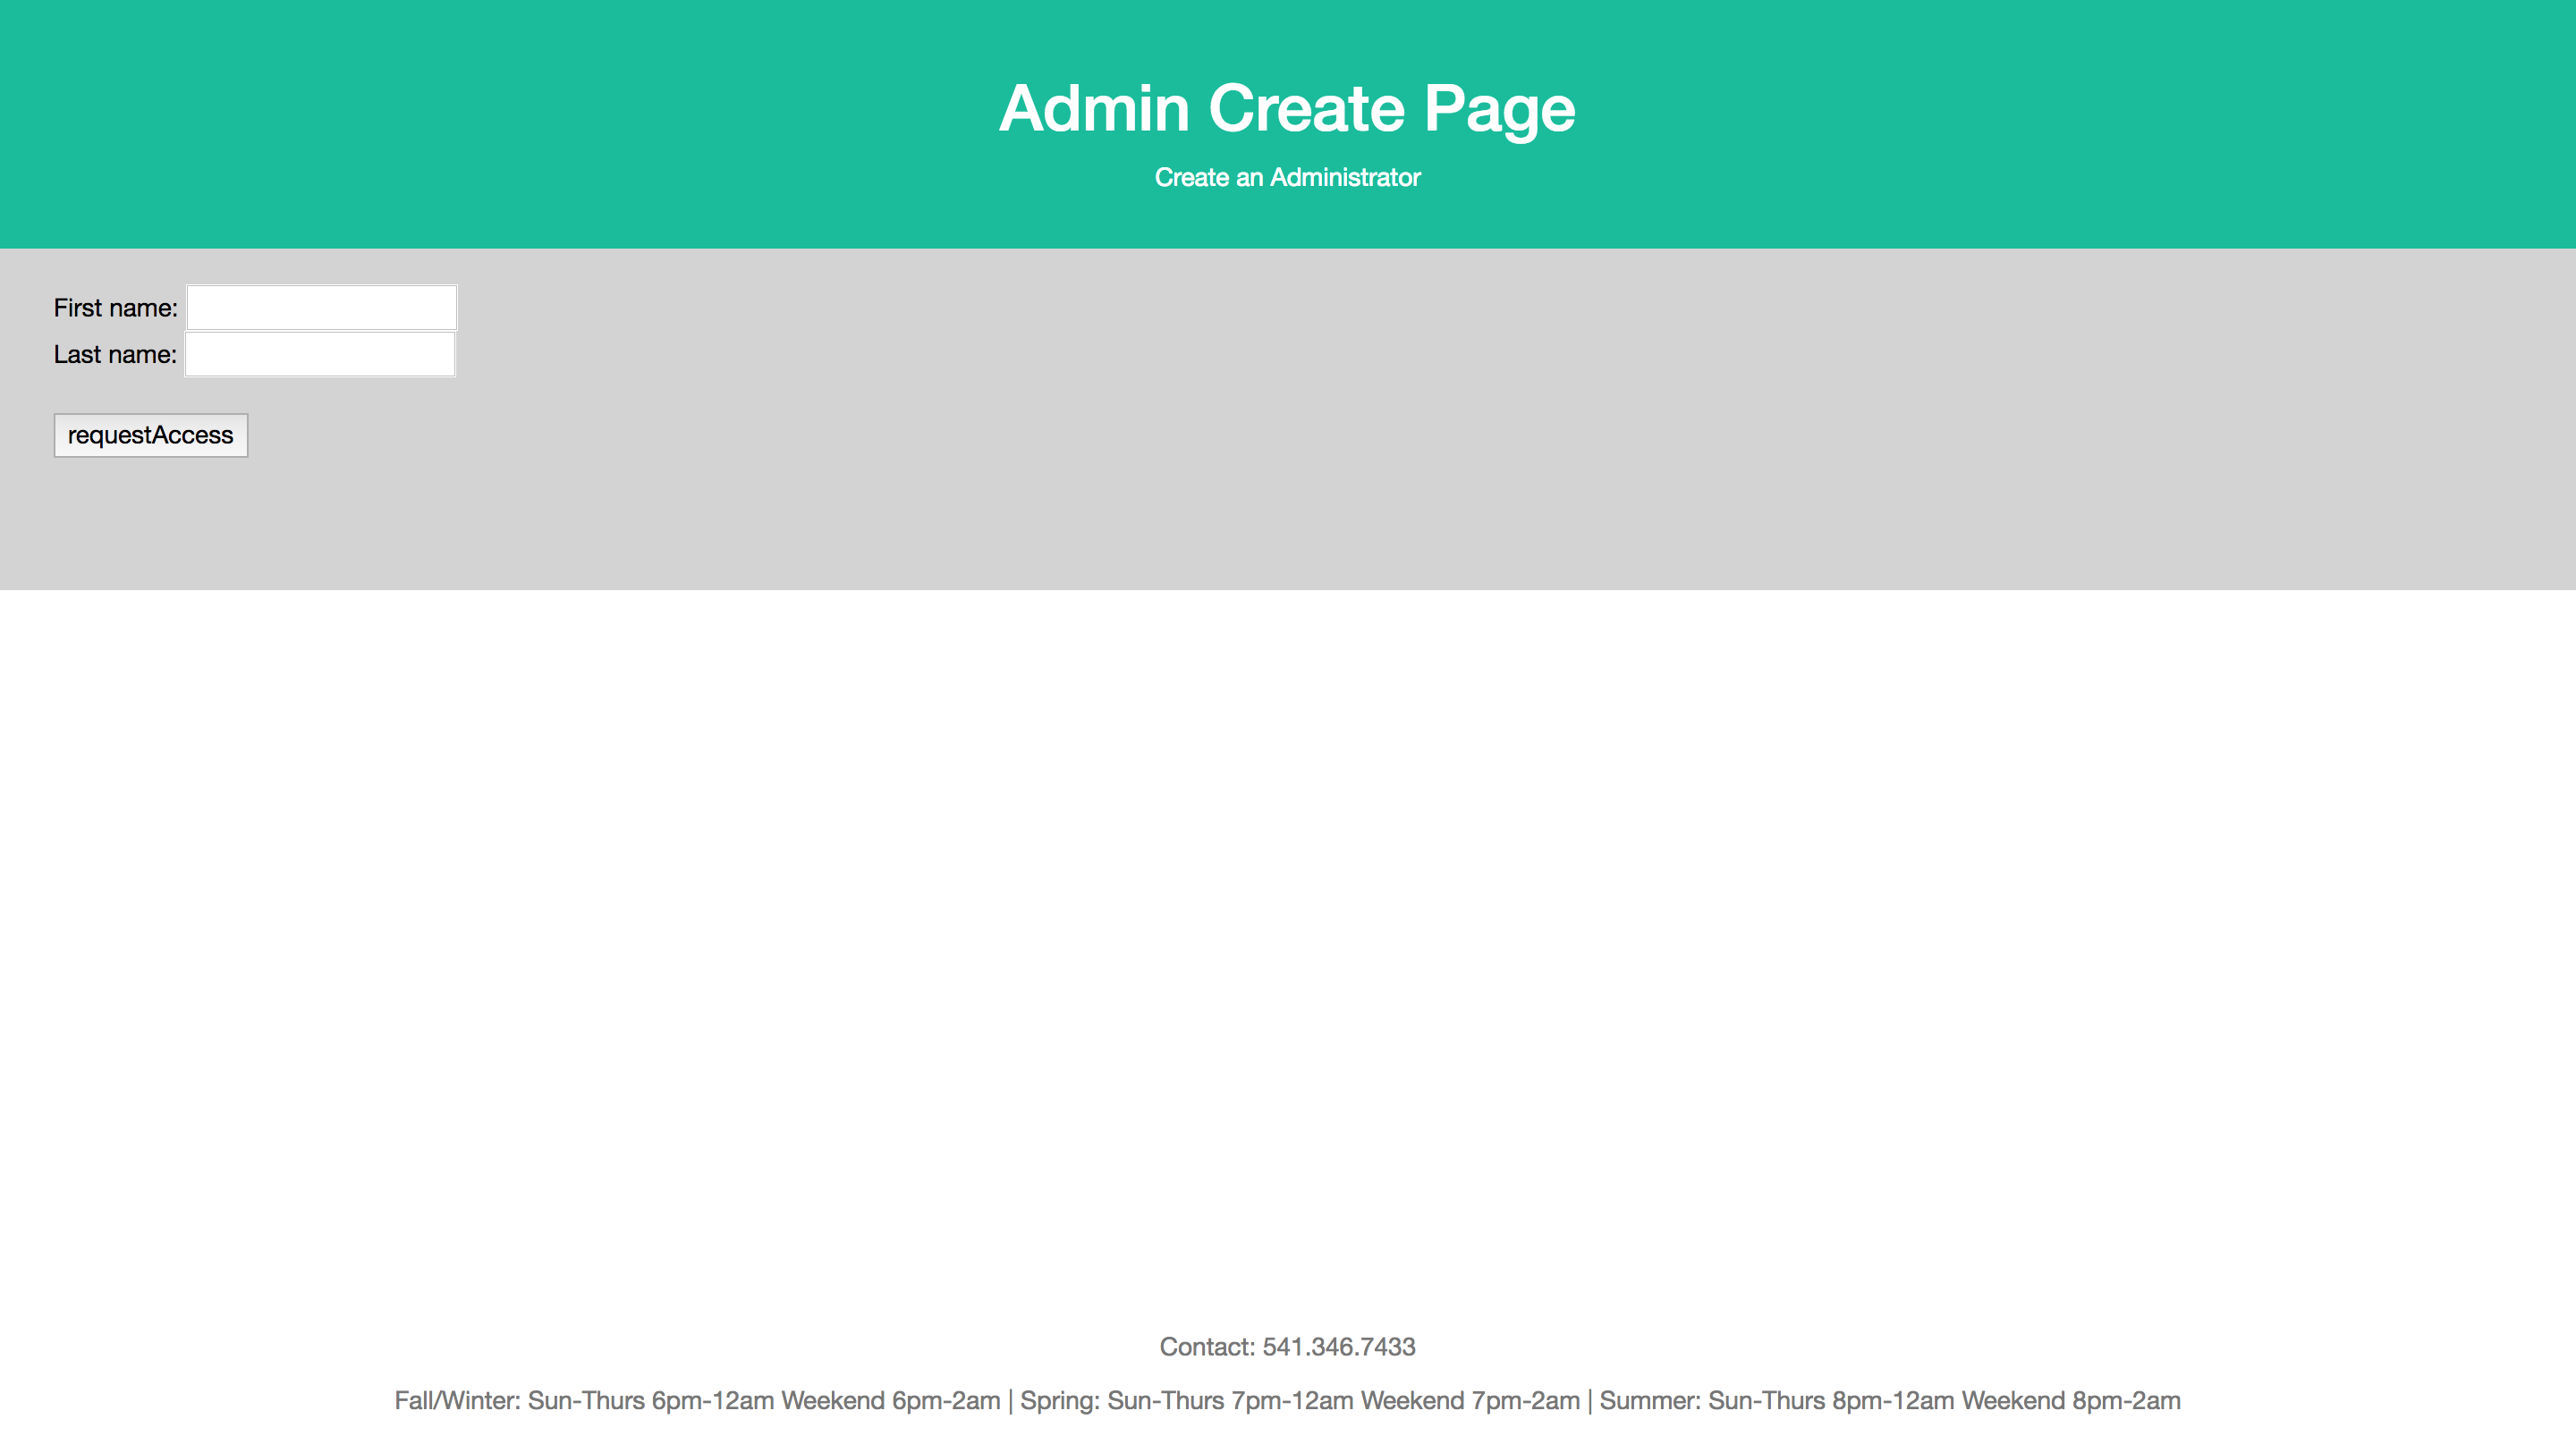 Admin Create Page
Create an Administrator
First name:
Last name:
requestAccess
Contact: 541.346.7433
Fall/Winter: Sun-Thurs 6pm-12am Weekend 6pm-2am | Spring: Sun-Thurs 7pm-12am Weekend 7pm-2am | Summer: Sun-Thurs 8pm-12am Weekend 8pm-2am